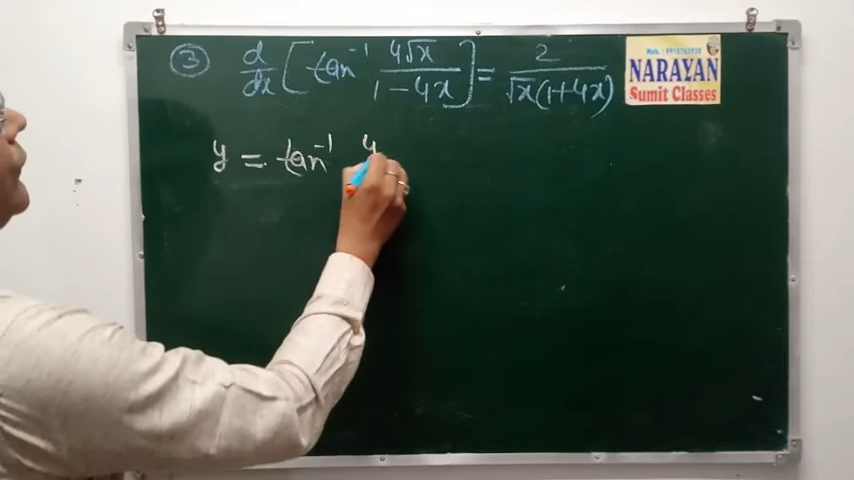 ③ d/dx [tan⁻¹ 4√x / 1-4x] = 2 / √x(1+4x)
NARAYAN
Sumit Classes
y = tan⁻¹ 4